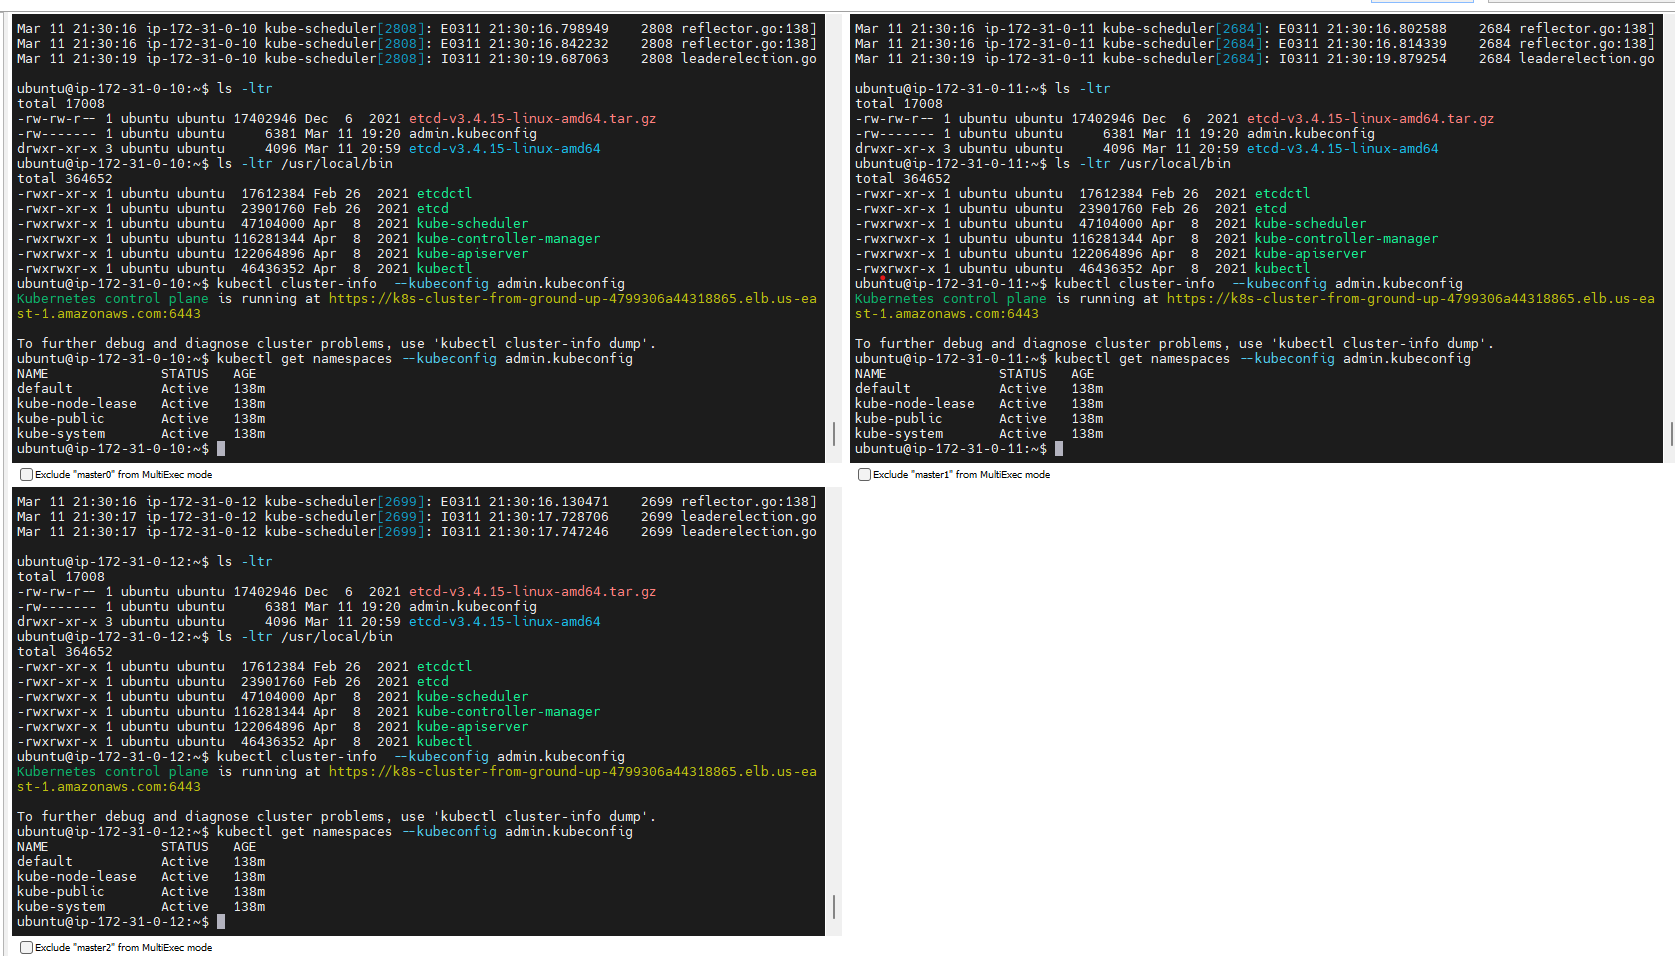 Mar 11 21:30:16 ip-172-31-0-10 kube-scheduler[2808]: E0311 21:30:16.798949    2808 reflector.go:138]
Mar 11 21:30:16 ip-172-31-0-10 kube-scheduler[2808]: E0311 21:30:16.842232    2808 reflector.go:138]
Mar 11 21:30:19 ip-172-31-0-10 kube-scheduler[2808]: I0311 21:30:19.687063    2808 leaderelection.go
ubuntu@ip-172-31-0-10:~$ ls -ltr
total 17008
-rw-rw-r-- 1 ubuntu ubuntu 17402946 Dec  6  2021 etcd-v3.4.15-linux-amd64.tar.gz
-rw------- 1 ubuntu ubuntu     6381 Mar 11 19:20 admin.kubeconfig
drwxr-xr-x 3 ubuntu ubuntu     4096 Mar 11 20:59 etcd-v3.4.15-linux-amd64
ubuntu@ip-172-31-0-10:~$ ls -ltr /usr/local/bin
total 364652
-rwxr-xr-x 1 ubuntu ubuntu  17612384 Feb 26  2021 etcdctl
-rwxr-xr-x 1 ubuntu ubuntu  23901760 Feb 26  2021 etcd
-rwxrwxr-x 1 ubuntu ubuntu  47104000 Apr  8  2021 kube-scheduler
-rwxrwxr-x 1 ubuntu ubuntu 116281344 Apr  8  2021 kube-controller-manager
-rwxrwxr-x 1 ubuntu ubuntu 122064896 Apr  8  2021 kube-apiserver
-rwxrwxr-x 1 ubuntu ubuntu  46436352 Apr  8  2021 kubectl
ubuntu@ip-172-31-0-10:~$ kubectl cluster-info  --kubeconfig admin.kubeconfig
Kubernetes control plane is running at https://k8s-cluster-from-ground-up-4799306a44318865.elb.us-ea
st-1.amazonaws.com:6443
To further debug and diagnose cluster problems, use 'kubectl cluster-info dump'.
ubuntu@ip-172-31-0-10:~$ kubectl get namespaces --kubeconfig admin.kubeconfig
NAME              STATUS   AGE
default           Active   138m
kube-node-lease   Active   138m
kube-public       Active   138m
kube-system       Active   138m
ubuntu@ip-172-31-0-10:~$
Exclude "master0" from MultiExec mode
Mar 11 21:30:16 ip-172-31-0-11 kube-scheduler[2684]: E0311 21:30:16.802588    2684 reflector.go:138]
Mar 11 21:30:16 ip-172-31-0-11 kube-scheduler[2684]: E0311 21:30:16.814339    2684 reflector.go:138]
Mar 11 21:30:19 ip-172-31-0-11 kube-scheduler[2684]: I0311 21:30:19.879254    2684 leaderelection.go
ubuntu@ip-172-31-0-11:~$ ls -ltr
total 17008
-rw-rw-r-- 1 ubuntu ubuntu 17402946 Dec  6  2021 etcd-v3.4.15-linux-amd64.tar.gz
-rw------- 1 ubuntu ubuntu     6381 Mar 11 19:20 admin.kubeconfig
drwxr-xr-x 3 ubuntu ubuntu     4096 Mar 11 20:59 etcd-v3.4.15-linux-amd64
ubuntu@ip-172-31-0-11:~$ ls -ltr /usr/local/bin
total 364652
-rwxr-xr-x 1 ubuntu ubuntu  17612384 Feb 26  2021 etcdctl
-rwxr-xr-x 1 ubuntu ubuntu  23901760 Feb 26  2021 etcd
-rwxrwxr-x 1 ubuntu ubuntu  47104000 Apr  8  2021 kube-scheduler
-rwxrwxr-x 1 ubuntu ubuntu 116281344 Apr  8  2021 kube-controller-manager
-rwxrwxr-x 1 ubuntu ubuntu 122064896 Apr  8  2021 kube-apiserver
-rwxrwxr-x 1 ubuntu ubuntu  46436352 Apr  8  2021 kubectl
ubuntu@ip-172-31-0-11:~$ kubectl cluster-info  --kubeconfig admin.kubeconfig
Kubernetes control plane is running at https://k8s-cluster-from-ground-up-4799306a44318865.elb.us-ea
st-1.amazonaws.com:6443
To further debug and diagnose cluster problems, use 'kubectl cluster-info dump'.
ubuntu@ip-172-31-0-11:~$ kubectl get namespaces --kubeconfig admin.kubeconfig
NAME              STATUS   AGE
default           Active   138m
kube-node-lease   Active   138m
kube-public       Active   138m
kube-system       Active   138m
ubuntu@ip-172-31-0-11:~$
Exclude "master1" from MultiExec mode
Mar 11 21:30:16 ip-172-31-0-12 kube-scheduler[2699]: E0311 21:30:16.130471    2699 reflector.go:138]
Mar 11 21:30:17 ip-172-31-0-12 kube-scheduler[2699]: I0311 21:30:17.728706    2699 leaderelection.go
Mar 11 21:30:17 ip-172-31-0-12 kube-scheduler[2699]: I0311 21:30:17.747246    2699 leaderelection.go
ubuntu@ip-172-31-0-12:~$ ls -ltr
total 17008
-rw-rw-r-- 1 ubuntu ubuntu 17402946 Dec  6  2021 etcd-v3.4.15-linux-amd64.tar.gz
-rw------- 1 ubuntu ubuntu     6381 Mar 11 19:20 admin.kubeconfig
drwxr-xr-x 3 ubuntu ubuntu     4096 Mar 11 20:59 etcd-v3.4.15-linux-amd64
ubuntu@ip-172-31-0-12:~$ ls -ltr /usr/local/bin
total 364652
-rwxr-xr-x 1 ubuntu ubuntu  17612384 Feb 26  2021 etcdctl
-rwxr-xr-x 1 ubuntu ubuntu  23901760 Feb 26  2021 etcd
-rwxrwxr-x 1 ubuntu ubuntu  47104000 Apr  8  2021 kube-scheduler
-rwxrwxr-x 1 ubuntu ubuntu 116281344 Apr  8  2021 kube-controller-manager
-rwxrwxr-x 1 ubuntu ubuntu 122064896 Apr  8  2021 kube-apiserver
-rwxrwxr-x 1 ubuntu ubuntu  46436352 Apr  8  2021 kubectl
ubuntu@ip-172-31-0-12:~$ kubectl cluster-info  --kubeconfig admin.kubeconfig
Kubernetes control plane is running at https://k8s-cluster-from-ground-up-4799306a44318865.elb.us-ea
st-1.amazonaws.com:6443
To further debug and diagnose cluster problems, use 'kubectl cluster-info dump'.
ubuntu@ip-172-31-0-12:~$ kubectl get namespaces --kubeconfig admin.kubeconfig
NAME              STATUS   AGE
default           Active   138m
kube-node-lease   Active   138m
kube-public       Active   138m
kube-system       Active   138m
ubuntu@ip-172-31-0-12:~$
Exclude "master2" from MultiExec mode